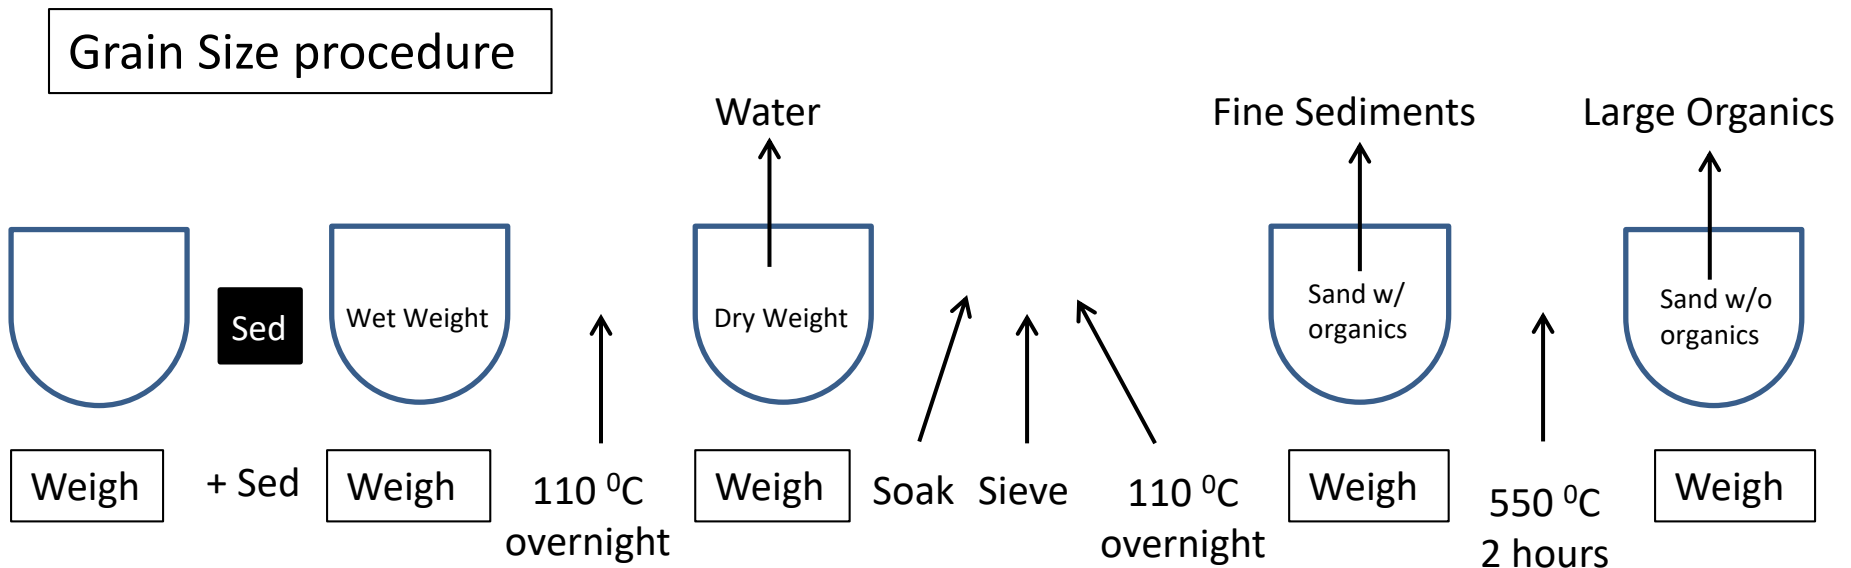 Grain Size procedure
Water
Fine Sediments
Large Organics
Sed
Wet Weight
Dry Weight
Sand w/
organics
Sand w/o
organics
Weigh
+ Sed
Weigh
110 ⁰C
overnight
Weigh
Soak
Sieve
110 ⁰C
overnight
Weigh
550 ⁰C
2 hours
Weigh